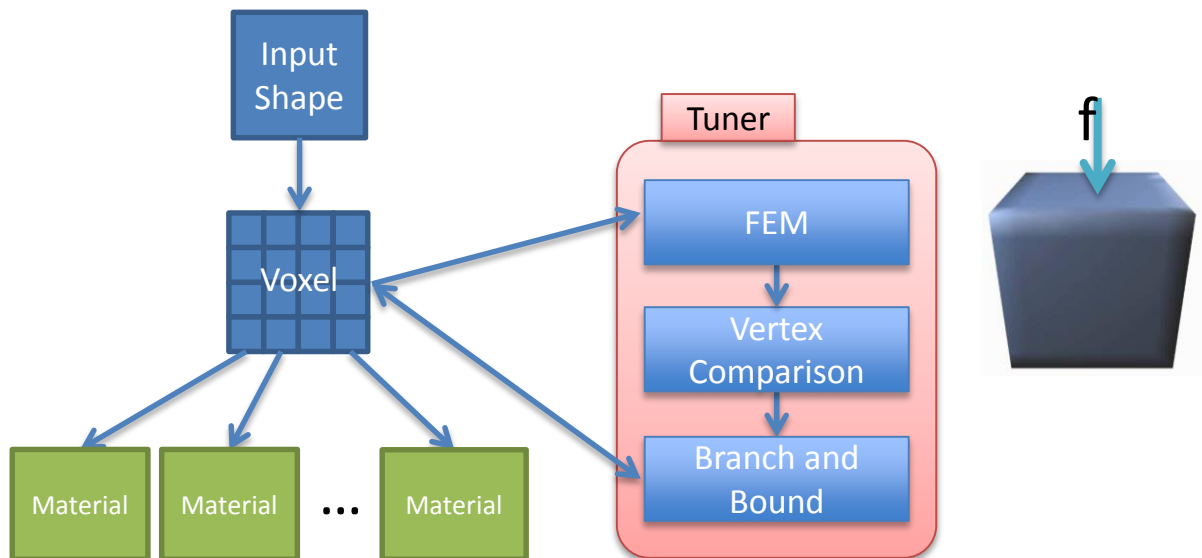 Input
Shape
Tuner
f
FEM
Voxel
Vertex
Comparison
Branch and
Bound
Material
Material
...
Material